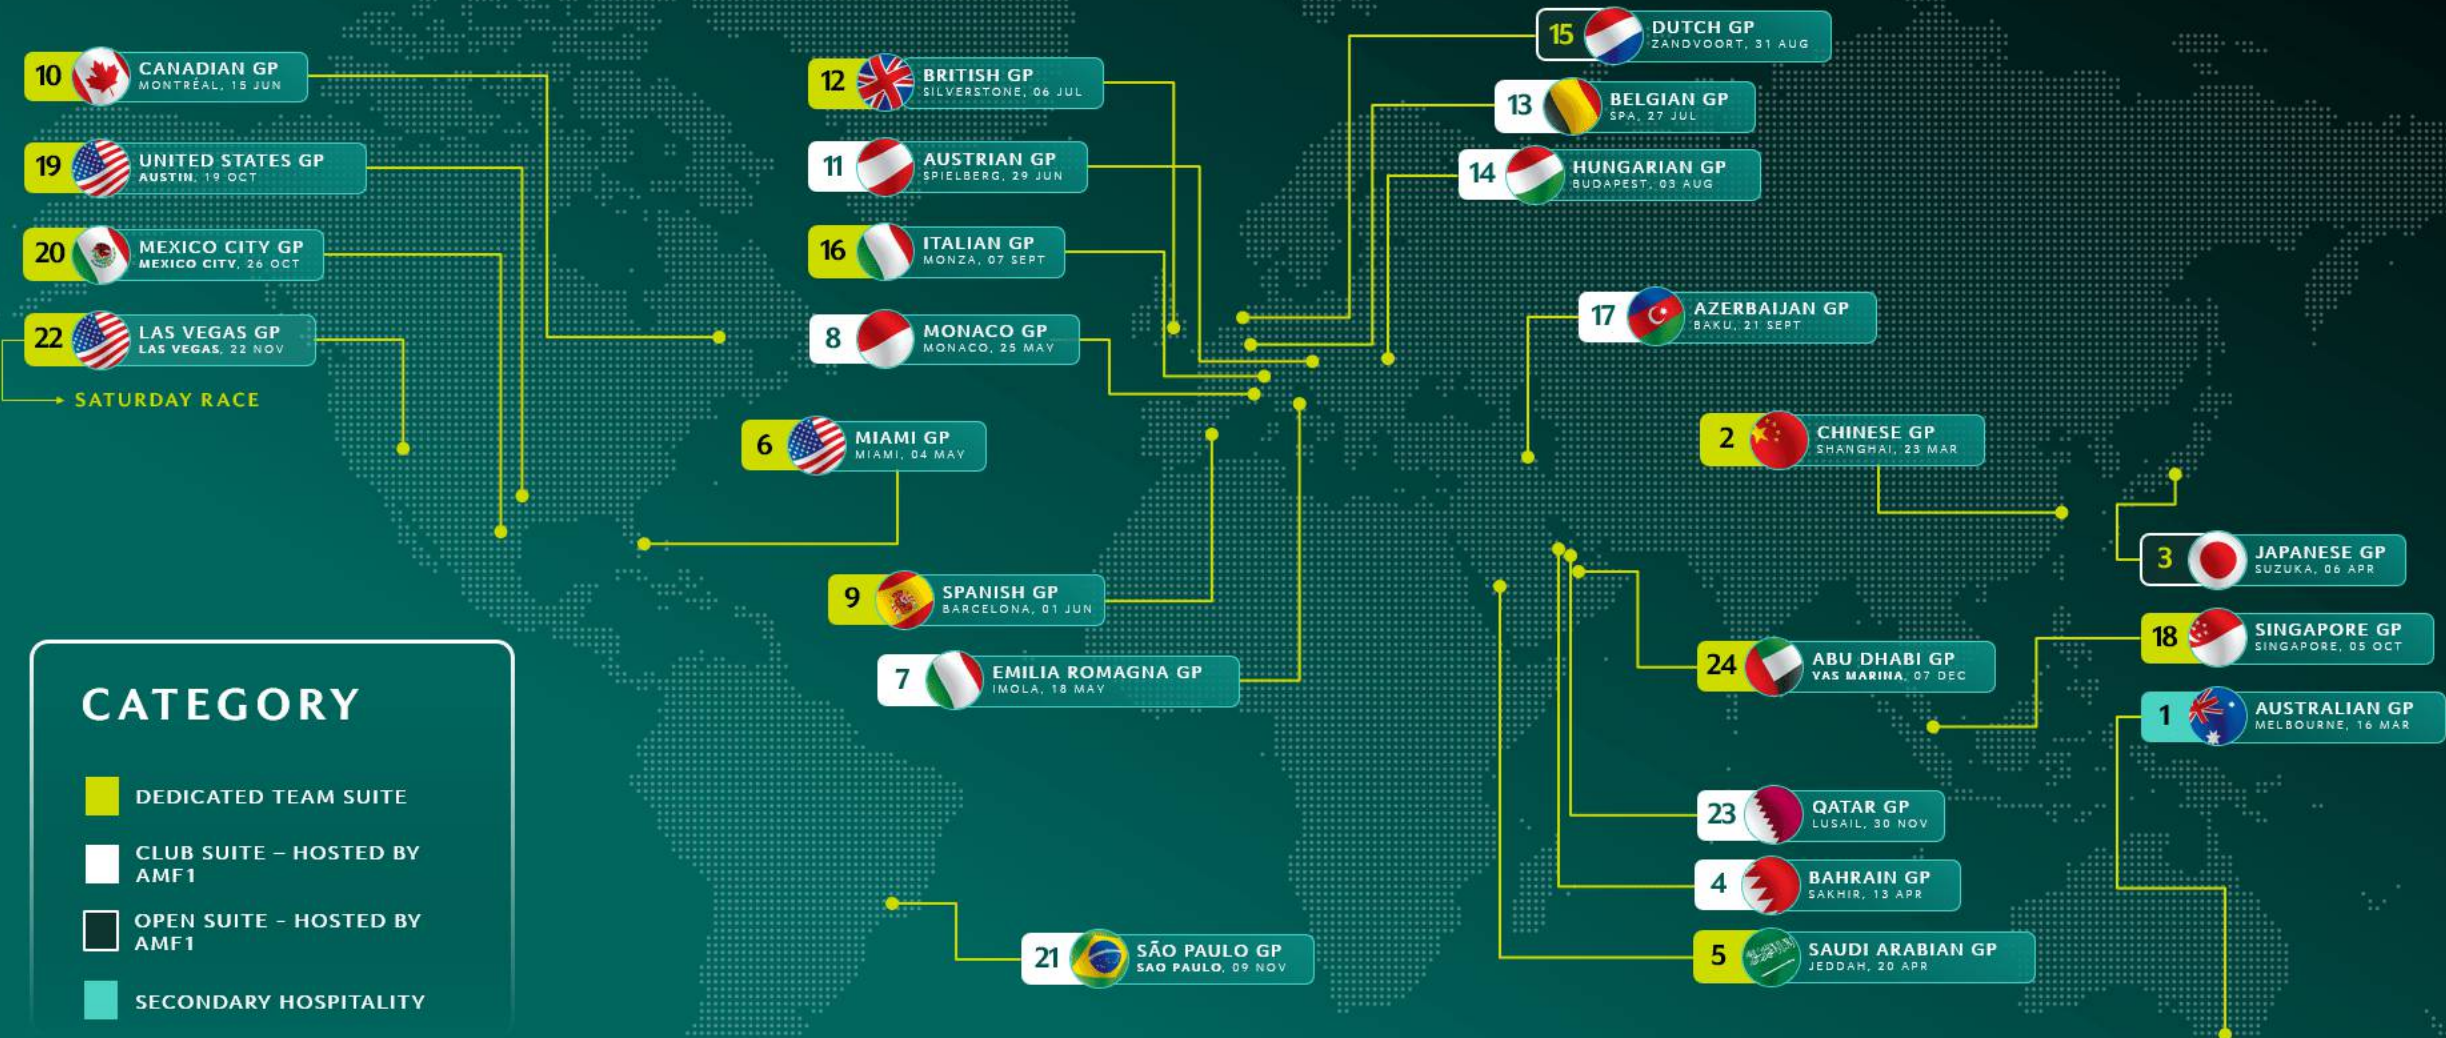 10
CANADIAN GP
MONTRÉAL, 15 JUN
19
UNITED STATES GP
AUSTIN, 19 OCT
20
MEXICO CITY GP
MEXICO CITY, 26 OCT
22
LAS VEGAS GP
LAS VEGAS, 22 NOV
SATURDAY RACE
12
BRITISH GP
SILVERSTONE, 06 JUL
11
AUSTRIAN GP
SPIELBERG, 29 JUN
16
ITALIAN GP
MONZA, 07 SEPT
8
MONACO GP
MONACO, 25 MAY
6
MIAMI GP
MIAMI, 04 MAY
9
SPANISH GP
BARCELONA, 01 JUN
7
EMILIA ROMAGNA GP
IMOLA, 18 MAY
21
SÃO PAULO GP
SAO PAULO, 09 NOV
15
DUTCH GP
ZANDVOORT, 31 AUG
13
BELGIAN GP
SPA, 27 JUL
14
HUNGARIAN GP
BUDAPEST, 03 AUG
17
AZERBAIJAN GP
BAKU, 21 SEPT
2
CHINESE GP
SHANGHAI, 23 MAR
3
JAPANESE GP
SUZUKA, 06 APR
18
SINGAPORE GP
SINGAPORE, 05 OCT
24
ABU DHABI GP
YAS MARINA, 07 DEC
1
AUSTRALIAN GP
MELBOURNE, 16 MAR
23
QATAR GP
LUSAIL, 30 NOV
4
BAHRAIN GP
SAKHIR, 13 APR
5
SAUDI ARABIAN GP
JEDDAH, 20 APR
CATEGORY
DEDICATED TEAM SUITE
CLUB SUITE – HOSTED BY
AMF1
OPEN SUITE - HOSTED BY
AMF1
SECONDARY HOSPITALITY